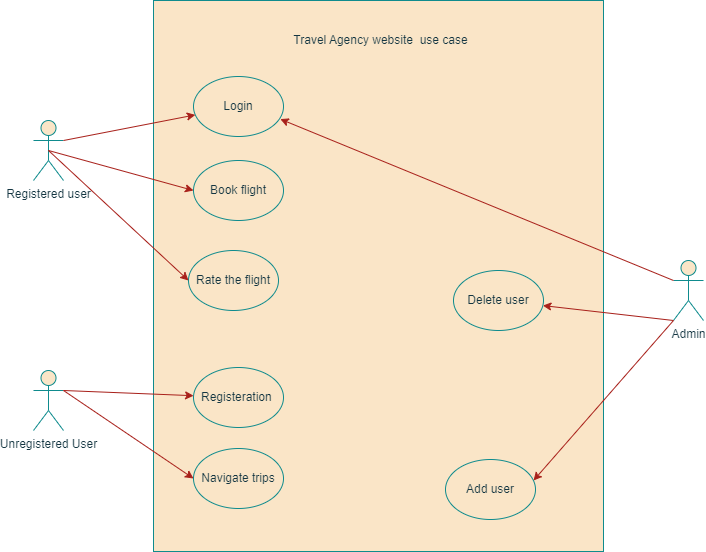 Travel Agency website  use case
Login
Registered user
Book flight
Rate the flight
Delete user
Admin
Registeration
Unregistered User
Navigate trips
Add user